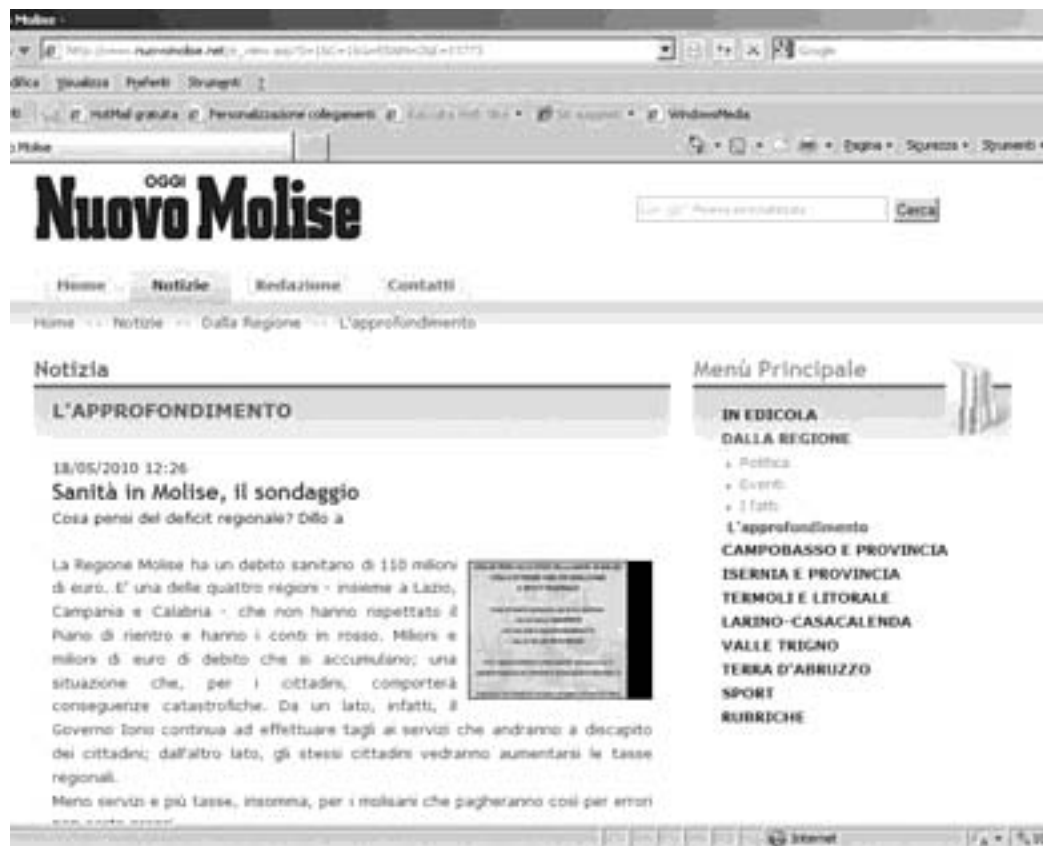 Molise -
difica Visualizza Preferiti Strumenti ?
HotMail gratuita Personalizzazione collegamenti WindowsMedia
Molise Pagina Sicurezza Strumenti
OGGI
Nuovo Molise
Cerca
Home Notizie Redazione Contatti
Home Notizie Dalla Regione L'approfondimento
Notizia
Menù Principale
L'APPROFONDIMENTO
18/05/2010 12:26
Sanità in Molise, il sondaggio
Cosa pensi del deficit regionale? Dillo a
La Regione Molise ha un debito sanitario di 110 milioni
di euro. E' una delle quattro regioni - insieme a Lazio,
Campania e Calabria - che non hanno rispettato il
Piano di rientro e hanno i conti in rosso. Milioni e
milioni di euro di debito che si accumulano; una
situazione che, per i cittadini, comporterà
conseguenze catastrofiche. Da un lato, infatti, il
Governo Iorio continua ad effettuare tagli ai servizi che andranno a discapito
dei cittadini; dall'altro lato, gli stessi cittadini vedranno aumentarsi le tasse
regionali.
Meno servizi e più tasse, insomma, per i molisani che pagheranno così per errori
IN EDICOLA
DALLA REGIONE
Politica
Eventi
I fatti
L'approfondimento
CAMPOBASSO E PROVINCIA
ISERNIA E PROVINCIA
TERMOLI E LITORALE
LARINO-CASACALENDA
VALLE TRIGNO
TERRA D'ABRUZZO
SPORT
RUBRICHE
Internet